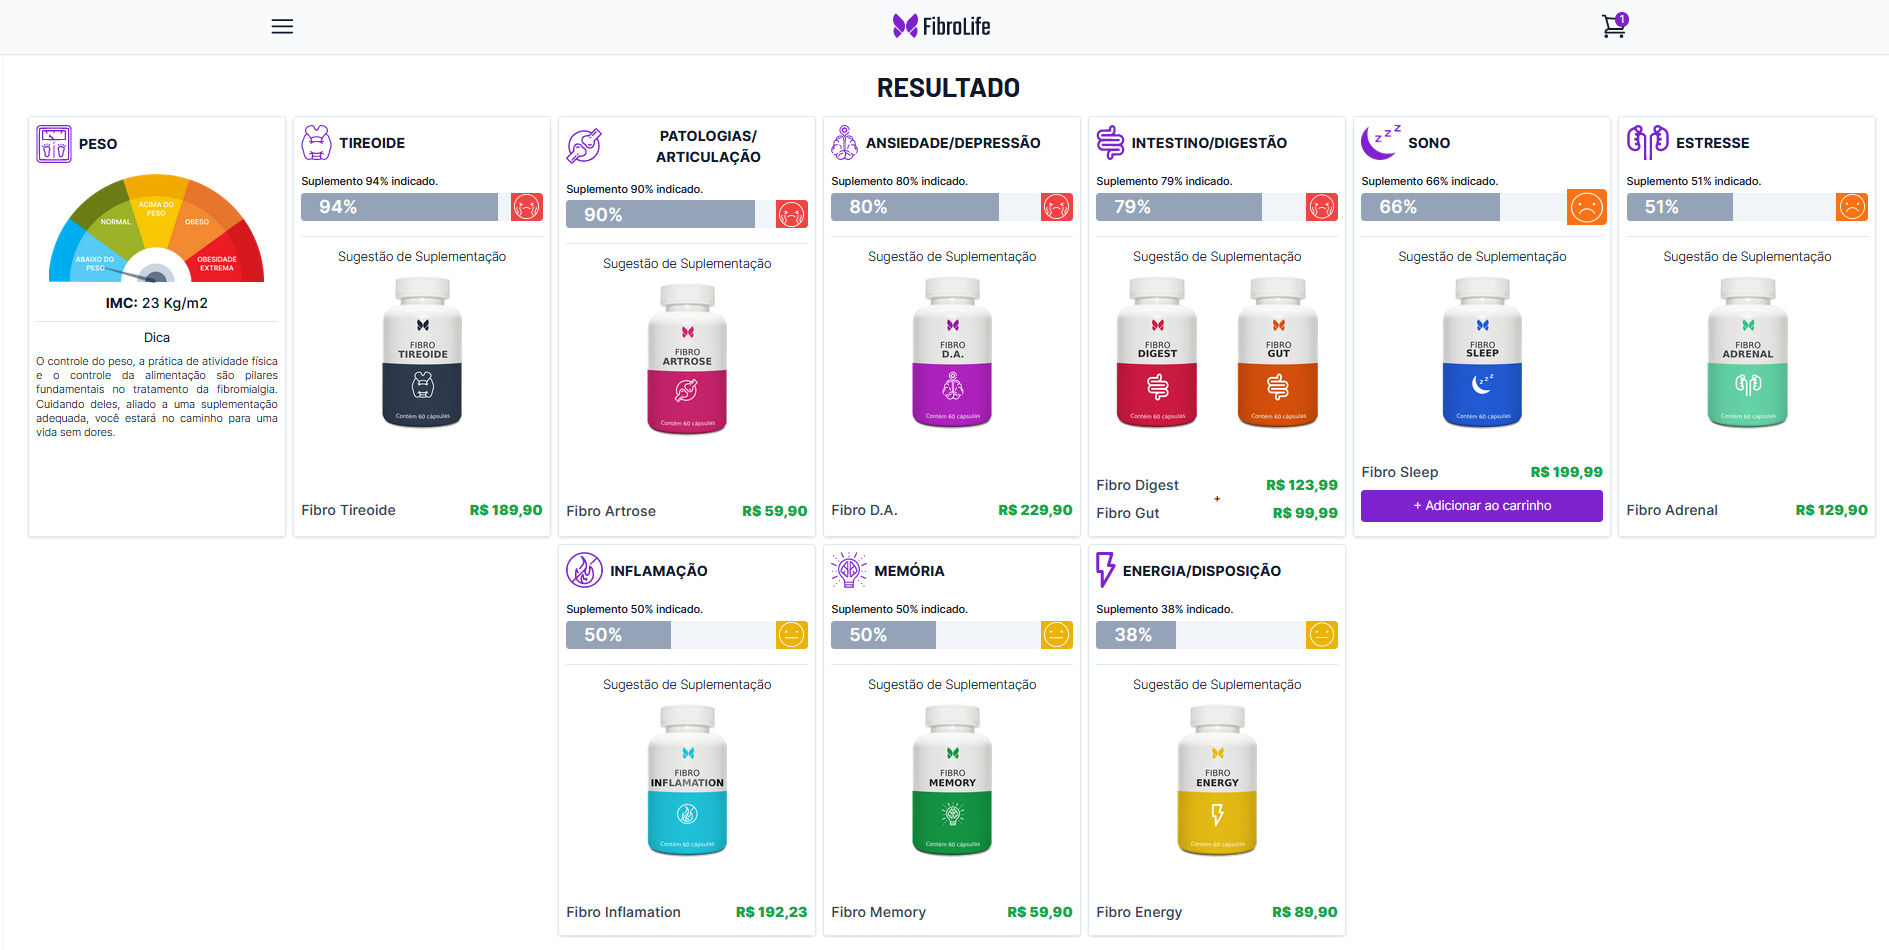 FibroLife
1
RESULTADO
PESO
ABAIXO DO
PESO
NORMAL
ACIMA DO
PESO
OBESO
OBESIDADE
EXTREMA
IMC: 23 Kg/m2
Dica
O controle do peso, a prática de atividade física
e o controle da alimentação são pilares
fundamentais no tratamento da fibromialgia.
Cuidando deles, aliado a uma suplementação
adequada, você estará no caminho para uma
vida sem dores.
TIREOIDE
Suplemento 94% indicado.
94%
Sugestão de Suplementação
FIBRO
TIREOIDE
Contém 60 cápsulas
Fibro Tireoide
R$ 189,90
PATOLOGIAS/
ARTICULAÇÃO
Suplemento 90% indicado.
90%
Sugestão de Suplementação
FIBRO
ARTROSE
Contém 60 cápsulas
Fibro Artrose
R$ 59,90
ANSIEDADE/DEPRESSÃO
Suplemento 80% indicado.
80%
Sugestão de Suplementação
FIBRO
D.A.
Contém 60 cápsulas
Fibro D.A.
R$ 229,90
INTESTINO/DIGESTÃO
Suplemento 79% indicado.
79%
Sugestão de Suplementação
FIBRO
DIGEST
Contém 60 cápsulas
FIBRO
GUT
Contém 60 cápsulas
Fibro Digest
R$ 123,99
+
Fibro Gut
R$ 99,99
zzz
SONO
Suplemento 66% indicado.
66%
Sugestão de Suplementação
FIBRO
SLEEP
zzz
Contém 60 cápsulas
Fibro Sleep
R$ 199,99
+ Adicionar ao carrinho
ESTRESSE
Suplemento 51% indicado.
51%
Sugestão de Suplementação
FIBRO
ADRENAL
Contém 60 cápsulas
Fibro Adrenal
R$ 129,90
INFLAMAÇÃO
Suplemento 50% indicado.
50%
Sugestão de Suplementação
FIBRO
INFLAMATION
Contém 60 cápsulas
Fibro Inflamation
R$ 192,23
MEMÓRIA
Suplemento 50% indicado.
50%
Sugestão de Suplementação
FIBRO
MEMORY
Contém 60 cápsulas
Fibro Memory
R$ 59,90
ENERGIA/DISPOSIÇÃO
Suplemento 38% indicado.
38%
Sugestão de Suplementação
FIBRO
ENERGY
Contém 60 cápsulas
Fibro Energy
R$ 89,90